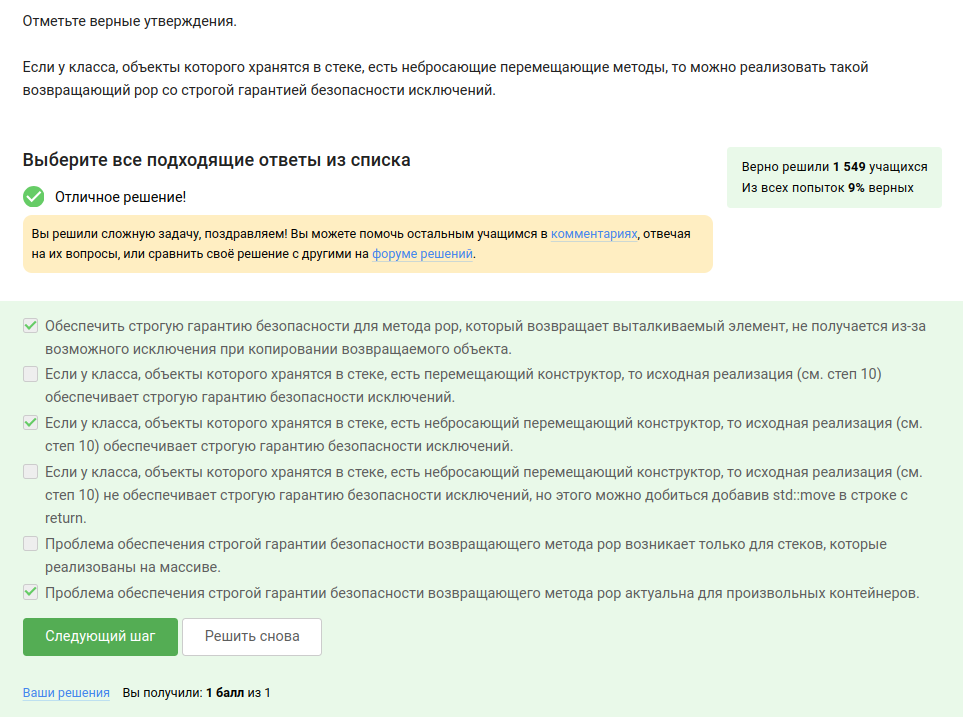 Отметьте верные утверждения.
Если у класса, объекты которого хранятся в стеке, есть небросающие перемещающие методы, то можно реализовать такой
возвращающий pop со строгой гарантией безопасности исключений.
Выберите все подходящие ответы из списка
Верно решили 1 549 учащихся
Из всех попыток 9% верных
Отличное решение!
Вы решили сложную задачу, поздравляем! Вы можете помочь остальным учащимся в комментариях, отвечая
на их вопросы, или сравнить своё решение с другими на форуме решений.
Обеспечить строгую гарантию безопасности для метода pop, который возвращает выталкиваемый элемент, не получается из-за
возможного исключения при копировании возвращаемого объекта.
Если у класса, объекты которого хранятся в стеке, есть перемещающий конструктор, то исходная реализация (см. степ 10)
обеспечивает строгую гарантию безопасности исключений.
Если у класса, объекты которого хранятся в стеке, есть небросающий перемещающий конструктор, то исходная реализация (см.
степ 10) обеспечивает строгую гарантию безопасности исключений.
Если у класса, объекты которого хранятся в стеке, есть небросающий перемещающий конструктор, то исходная реализация (см.
степ 10) не обеспечивает строгую гарантию безопасности исключений, но этого можно добиться добавив std::move в строке с
return.
Проблема обеспечения строгой гарантии безопасности возвращающего метода pop возникает только для стеков, которые
реализованы на массиве.
Проблема обеспечения строгой гарантии безопасности возвращающего метода pop актуальна для произвольных контейнеров.
Следующий шаг
Решить снова
Ваши решения Вы получили: 1 балл из 1